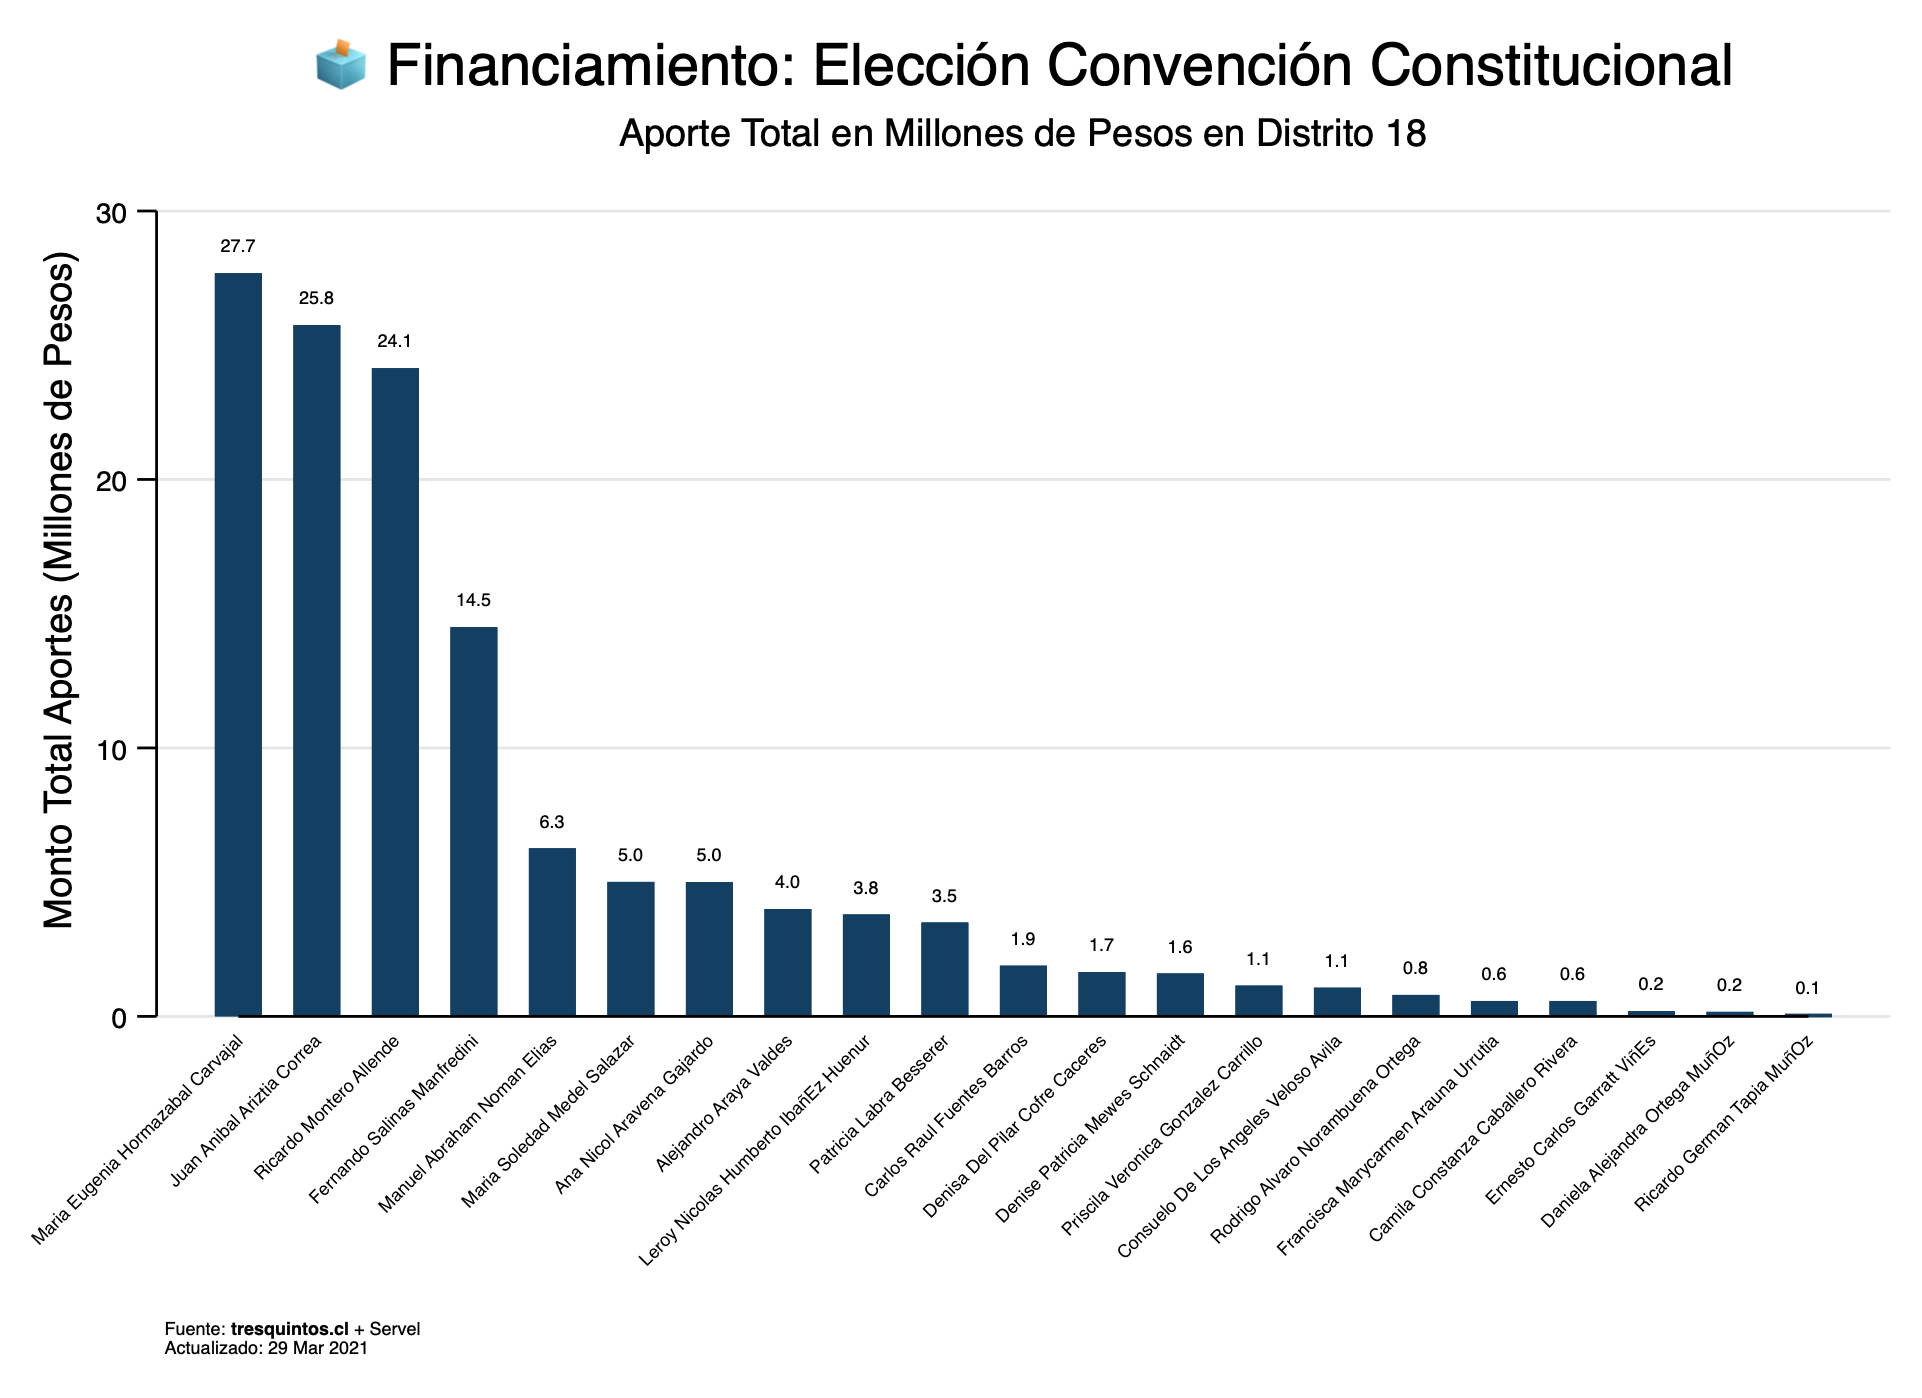 Financiamiento: Elección Convención Constitucional
Aporte Total en Millones de Pesos en Distrito 18
Monto Total Aportes (Millones de Pesos)
30
20
10
0
27.7
25.8
24.1
14.5
6.3
5.0
5.0
4.0
3.8
3.5
1.9
1.7
1.6
1.1
1.1
0.8
0.6
0.6
0.2
0.2
0.1
Maria Eugenia Hormazabal Carvajal
Juan Anibal Ariztia Correa
Ricardo Montero Allende
Fernando Salinas Manfredini
Manuel Abraham Noman Elias
Maria Soledad Medel Salazar
Ana Nicol Aravena Gajardo
Alejandro Araya Valdes
Leroy Nicolas Humberto IbañEz Huenur
Patricia Labra Besserer
Carlos Raul Fuentes Barros
Denisa Del Pilar Cofre Caceres
Denise Patricia Mewes Schnaidt
Priscila Veronica Gonzalez Carrillo
Consuelo De Los Angeles Veloso Avila
Rodrigo Alvaro Norambuena Ortega
Francisca Marycarmen Arauna Urrutia
Camila Constanza Caballero Rivera
Ernesto Carlos Garratt ViñEs
Daniela Alejandra Ortega MuñOz
Ricardo German Tapia MuñOz
Fuente: tresquintos.cl + Servel
Actualizado: 29 Mar 2021